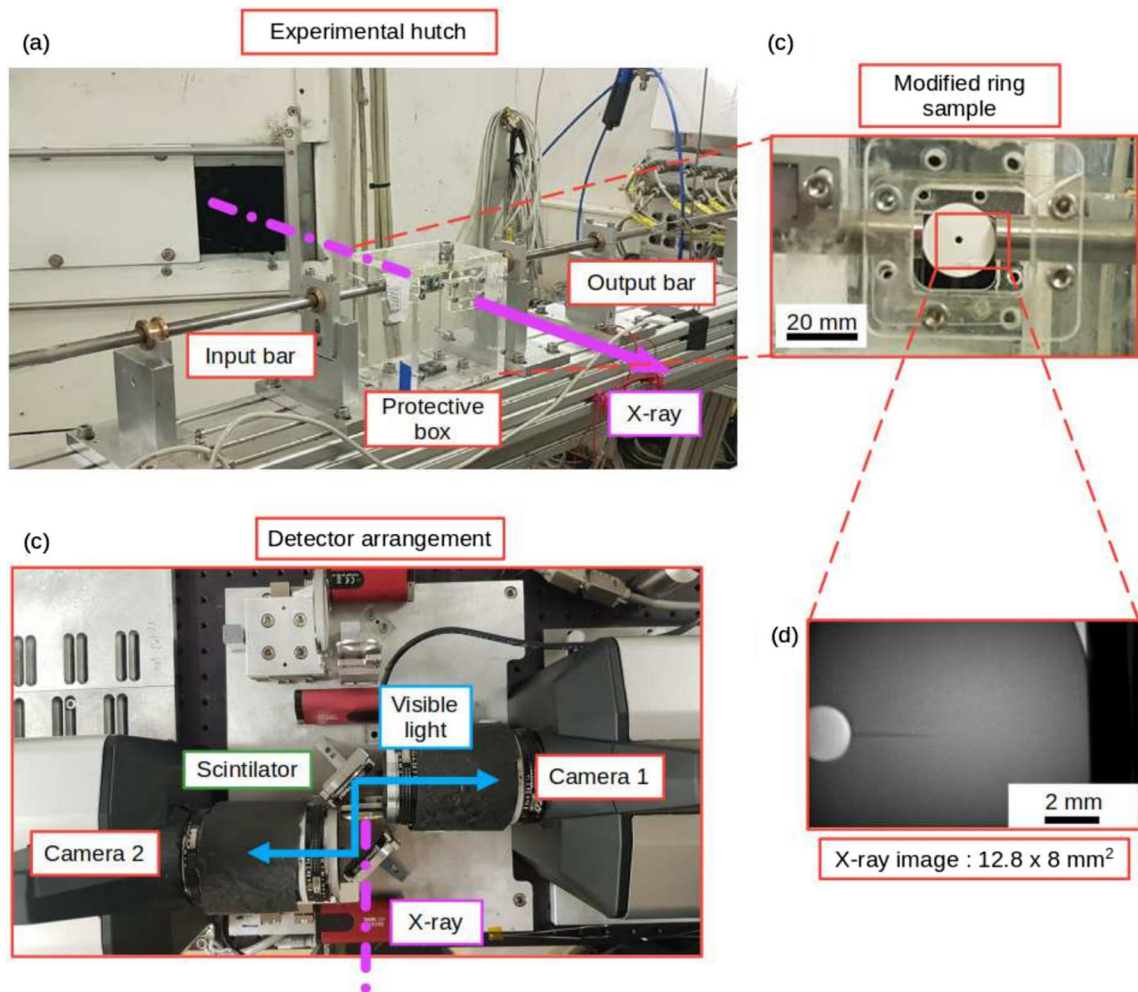 (a)
Experimental hutch
Input bar
Protective
box
Output bar
X-ray
(c)
Modified ring
sample
20 mm
(c)
Detector arrangement
Visible
light
Scintilator
Camera 1
Camera 2
X-ray
(d)
2 mm
X-ray image : 12.8 x 8 mm²